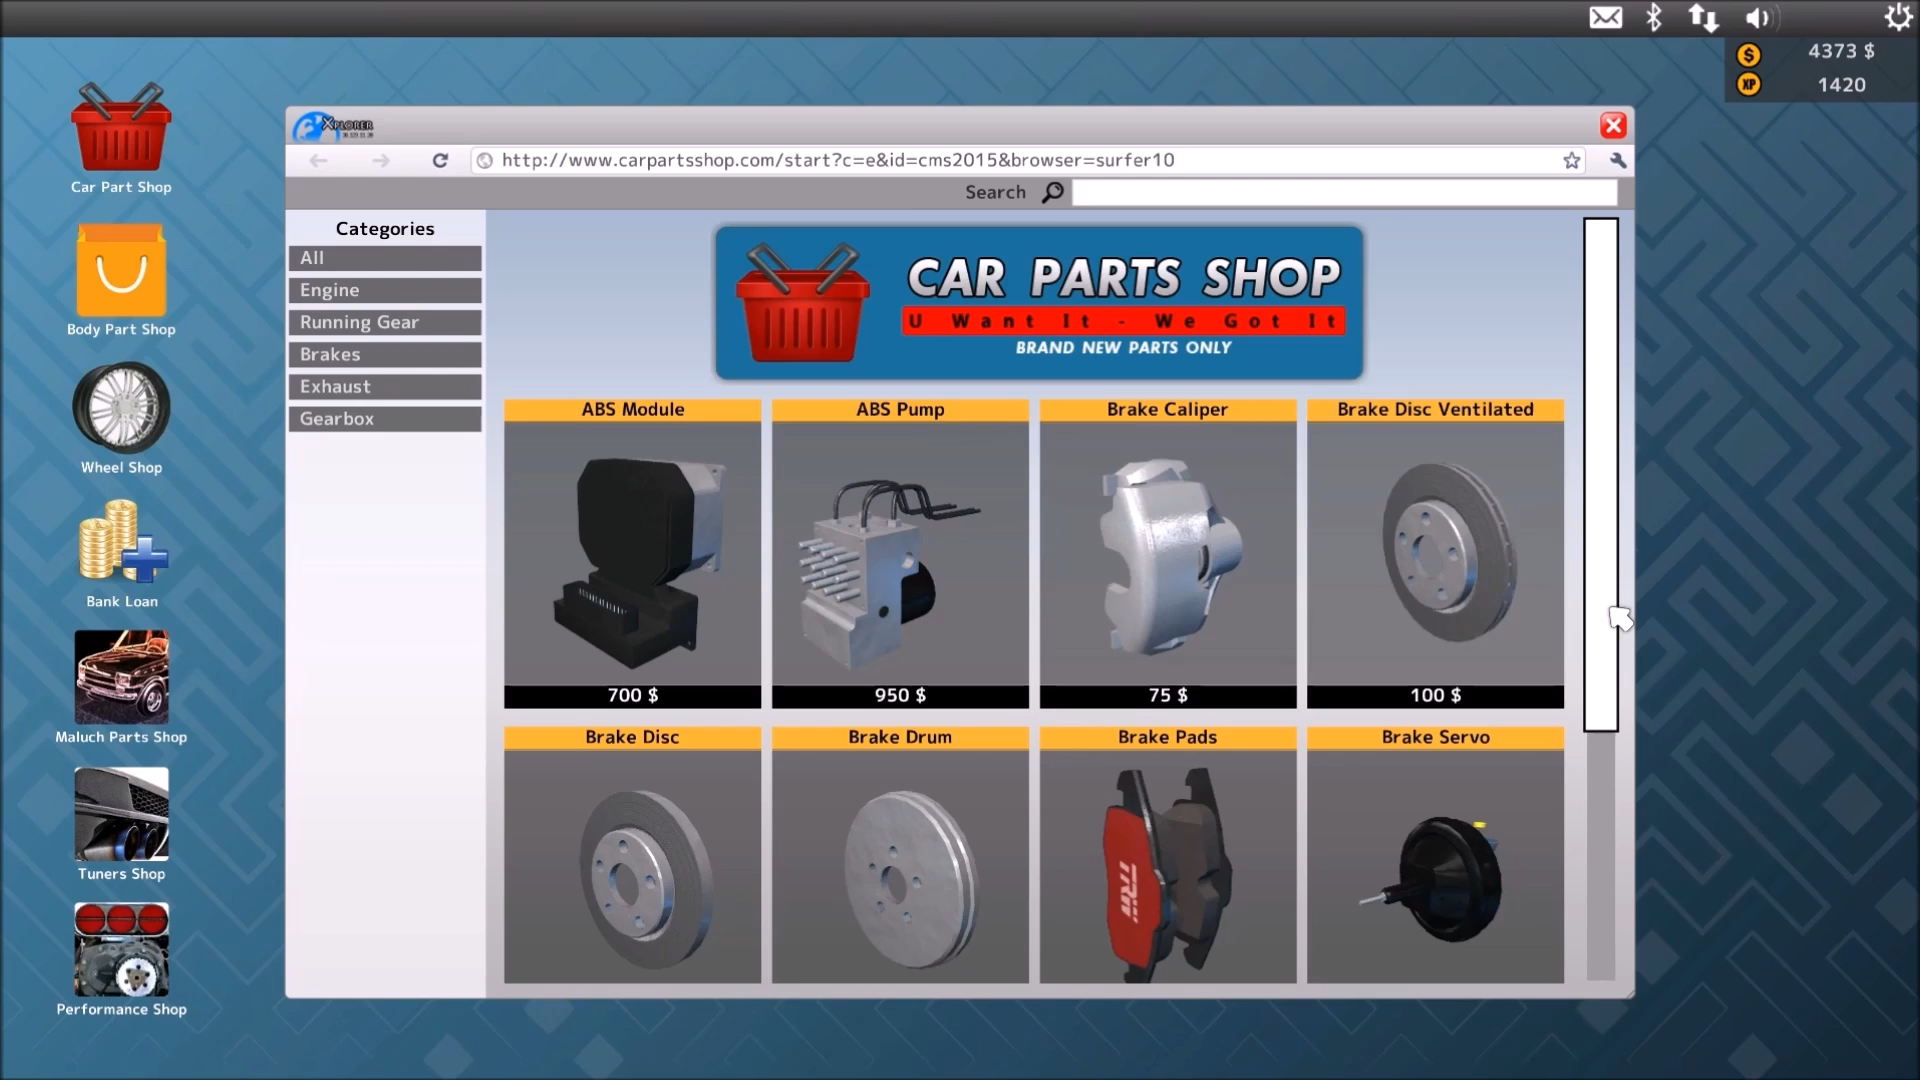 4373 $
XP
1420
Car Part Shop
Body Part Shop
Wheel Shop
Bank Loan
Maluch Parts Shop
Tuners Shop
Performance Shop
XPLORER
http://www.carpartsshop.com/start?c=e&id=cms2015&browser=surfer10
Search
Categories
All
Engine
Running Gear
Brakes
Exhaust
Gearbox
CAR PARTS SHOP
U Want It - We Got It
BRAND NEW PARTS ONLY
ABS Module
ABS Pump
Brake Caliper
Brake Disc Ventilated
700 $
950 $
75 $
100 $
Brake Disc
Brake Drum
Brake Pads
Brake Servo
TRW